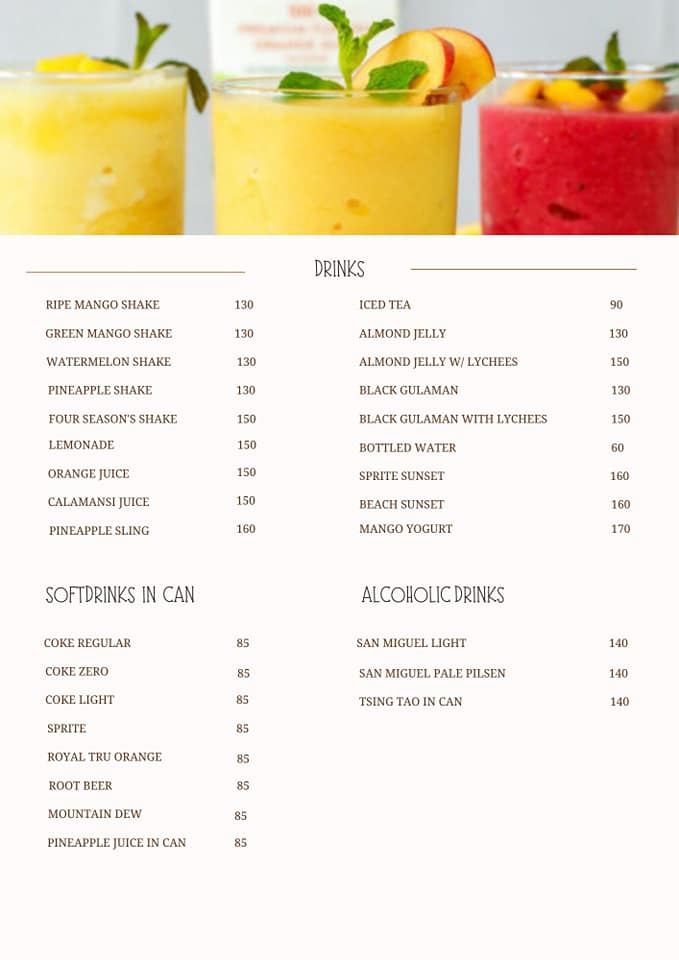 DRINKS
RIPE MANGO SHAKE 130
GREEN MANGO SHAKE 130
WATERMELON SHAKE 130
PINEAPPLE SHAKE 130
FOUR SEASON'S SHAKE 150
LEMONADE 150
ORANGE JUICE 150
CALAMANSI JUICE 150
PINEAPPLE SLING 160
ICED TEA 90
ALMOND JELLY 130
ALMOND JELLY W/ LYCHEES 150
BLACK GULAMAN 130
BLACK GULAMAN WITH LYCHEES 150
BOTTLED WATER 60
SPRITE SUNSET 160
BEACH SUNSET 160
MANGO YOGURT 170
SOFTDRINKS IN CAN
COKE REGULAR 85
COKE ZERO 85
COKE LIGHT 85
SPRITE 85
ROYAL TRU ORANGE 85
ROOT BEER 85
MOUNTAIN DEW 85
PINEAPPLE JUICE IN CAN 85
ALCOHOLIC DRINKS
SAN MIGUEL LIGHT 140
SAN MIGUEL PALE PILSEN 140
TSING TAO IN CAN 140